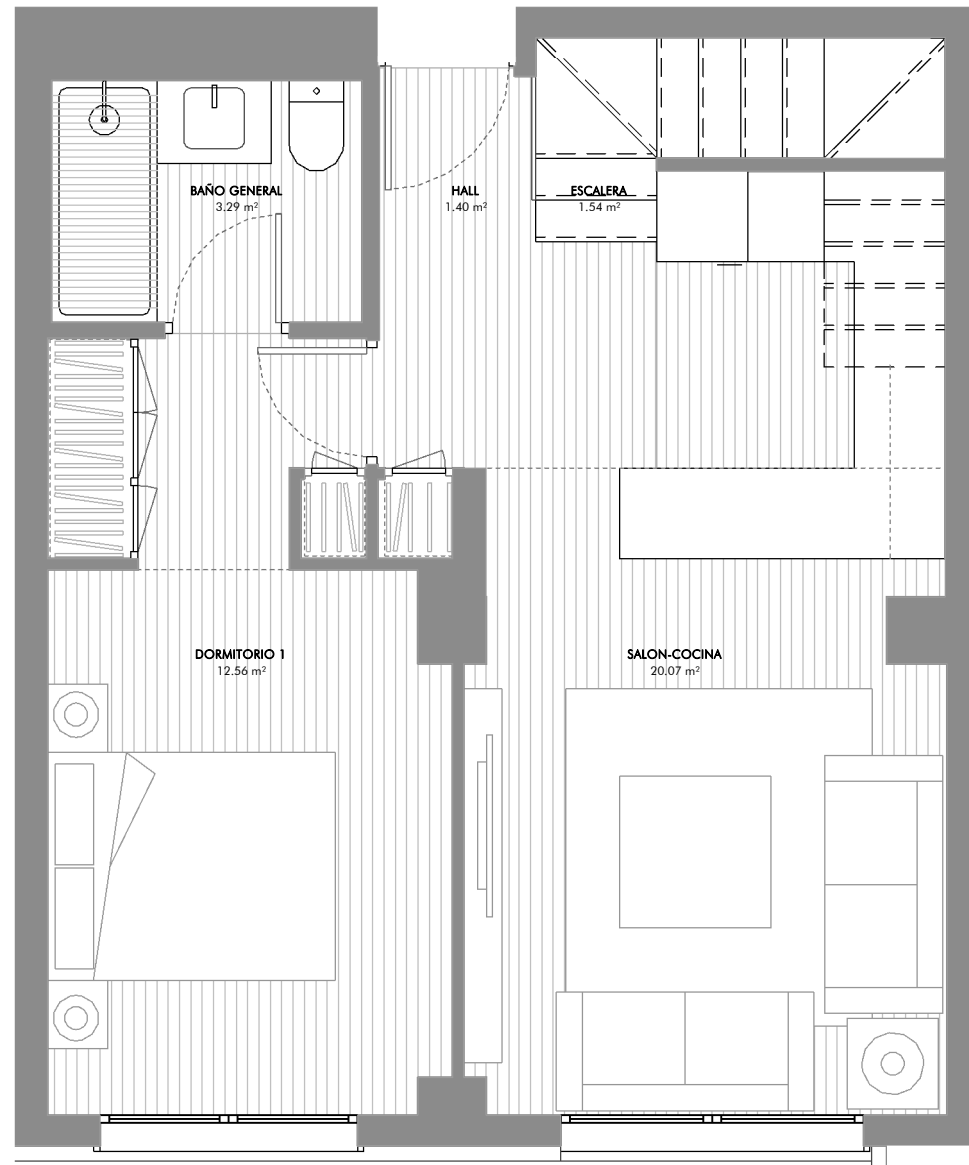 BAÑO GENERAL
3.29 m²
HALL
1.40 m²
ESCALERA
1.54 m²
DORMITORIO 1
12.56 m²
SALON-COCINA
20.07 m²